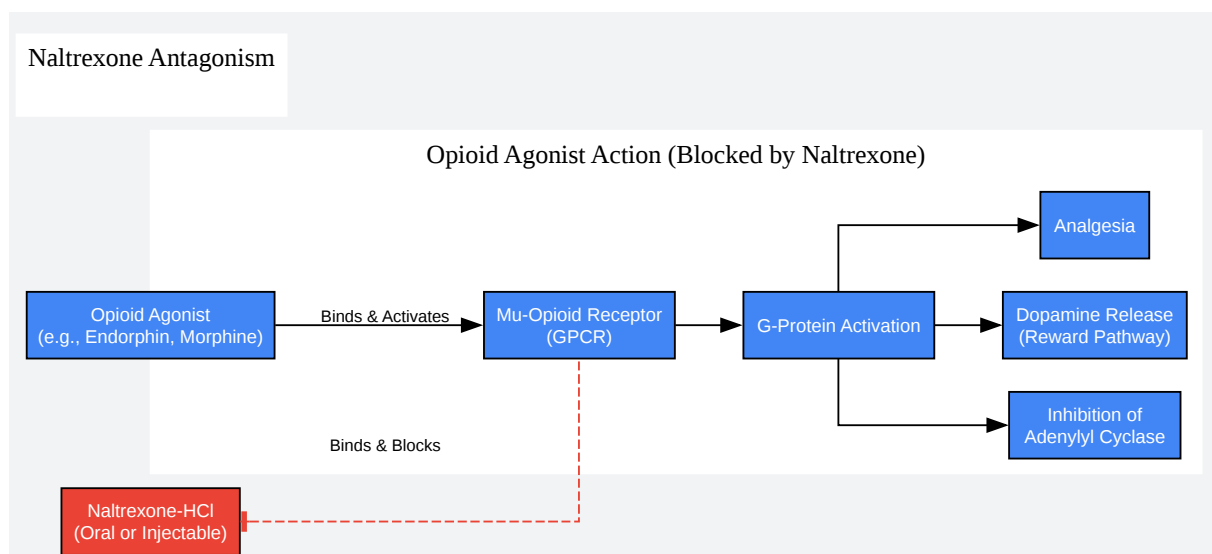 Naltrexone Antagonism
Opioid Agonist Action (Blocked by Naltrexone)
Analgesia
Opioid Agonist
(e.g., Endorphin, Morphine)
Binds & Activates
Mu-Opioid Receptor
(GPCR)
G-Protein Activation
Dopamine Release
(Reward Pathway)
Inhibition of
Adenylyl Cyclase
Binds & Blocks
Naltrexone-HCl
(Oral or Injectable)